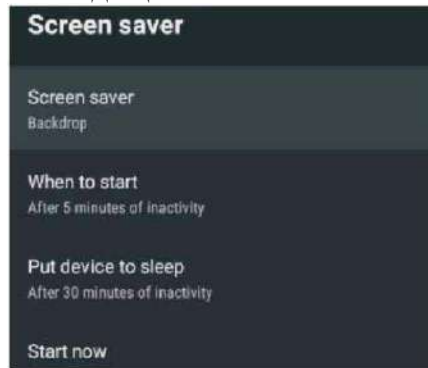 Screen saver
Screen saver
Backdrop
When to start
After 5 minutes of inactivity
Put device to sleep
After 30 minutes of inactivity
Start now